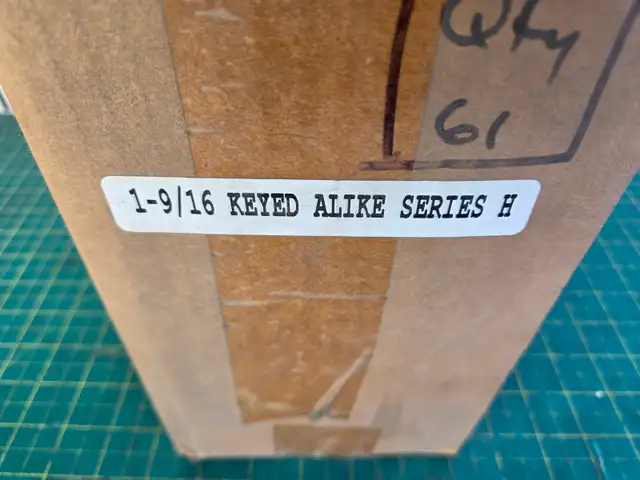 Qty
61
1-9/16 KEYED ALIKE SERIES H